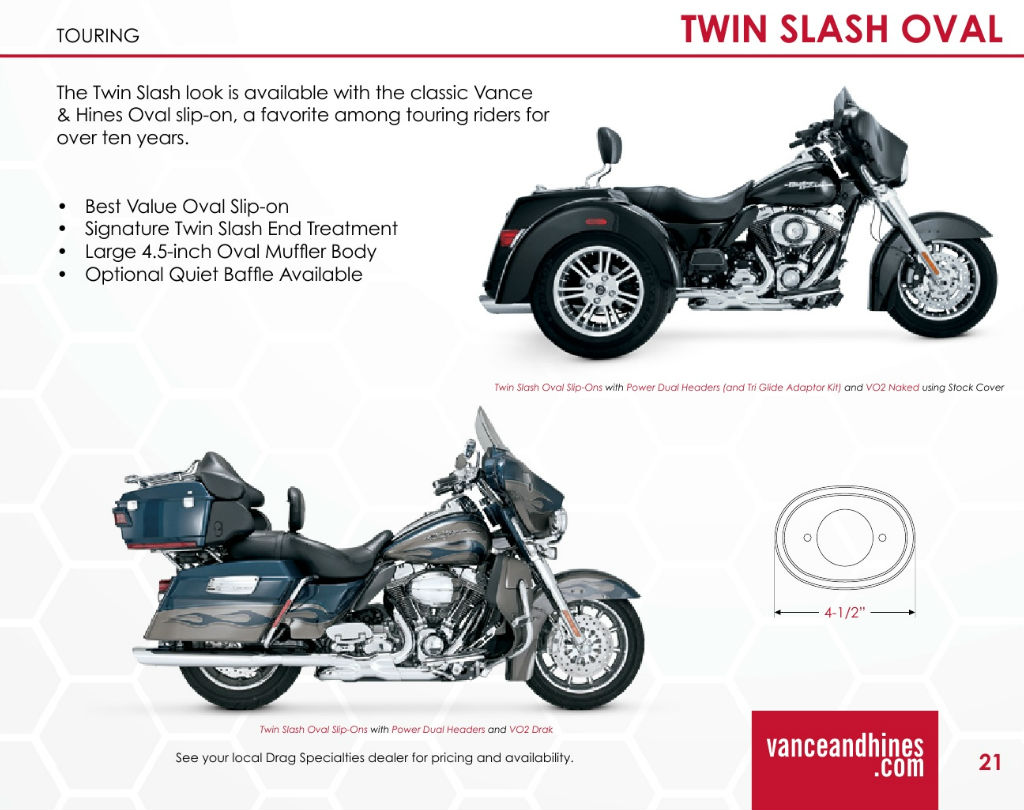 TOURING
TWIN SLASH OVAL
The Twin Slash look is available with the classic Vance
& Hines Oval slip-on, a favorite among touring riders for
over ten years.
• Best Value Oval Slip-on
• Signature Twin Slash End Treatment
• Large 4.5-inch Oval Muffler Body
• Optional Quiet Baffle Available
Twin Slash Oval Slip-Ons with Power Dual Headers (and Tri Glide Adaptor Kit) and VO2 Naked using Stock Cover
4-1/2”
Twin Slash Oval Slip-Ons with Power Dual Headers and VO2 Drak
See your local Drag Specialties dealer for pricing and availability.
vanceandhines
.com
21